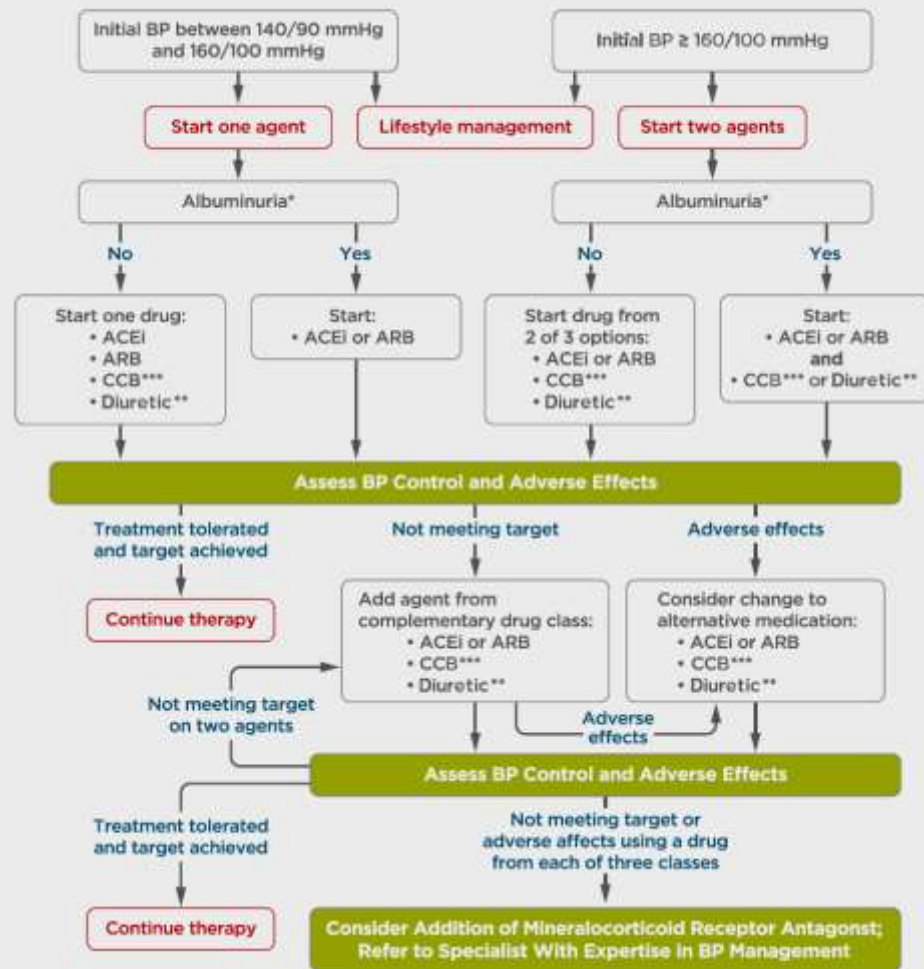 Initial BP between 140/90 mmHg
and 160/100 mmHg
Initial BP ≥ 160/100 mmHg
Start one agent
Lifestyle management
Start two agents
Albuminuria*
Albuminuria*
No
Yes
No
Yes
Start one drug:
• ACEi
• ARB
• CCB***
• Diuretic**
Start:
• ACEi or ARB
Start drug from
2 of 3 options:
• ACEi or ARB
• CCB***
• Diuretic**
Start:
• ACEi or ARB
and
• CCB*** or Diuretic**
Assess BP Control and Adverse Effects
Treatment tolerated
and target achieved
Not meeting target
Adverse effects
Continue therapy
Add agent from
complementary drug class:
• ACEi or ARB
• CCB***
• Diuretic**
Consider change to
alternative medication:
• ACEi or ARB
• CCB***
• Diuretic**
Not meeting target
on two agents
Adverse
effects
Assess BP Control and Adverse Effects
Treatment tolerated
and target achieved
Not meeting target or
adverse affects using a drug
from each of three classes
Continue therapy
Consider Addition of Mineralocorticoid Receptor Antagonst;
Refer to Specialist With Expertise in BP Management